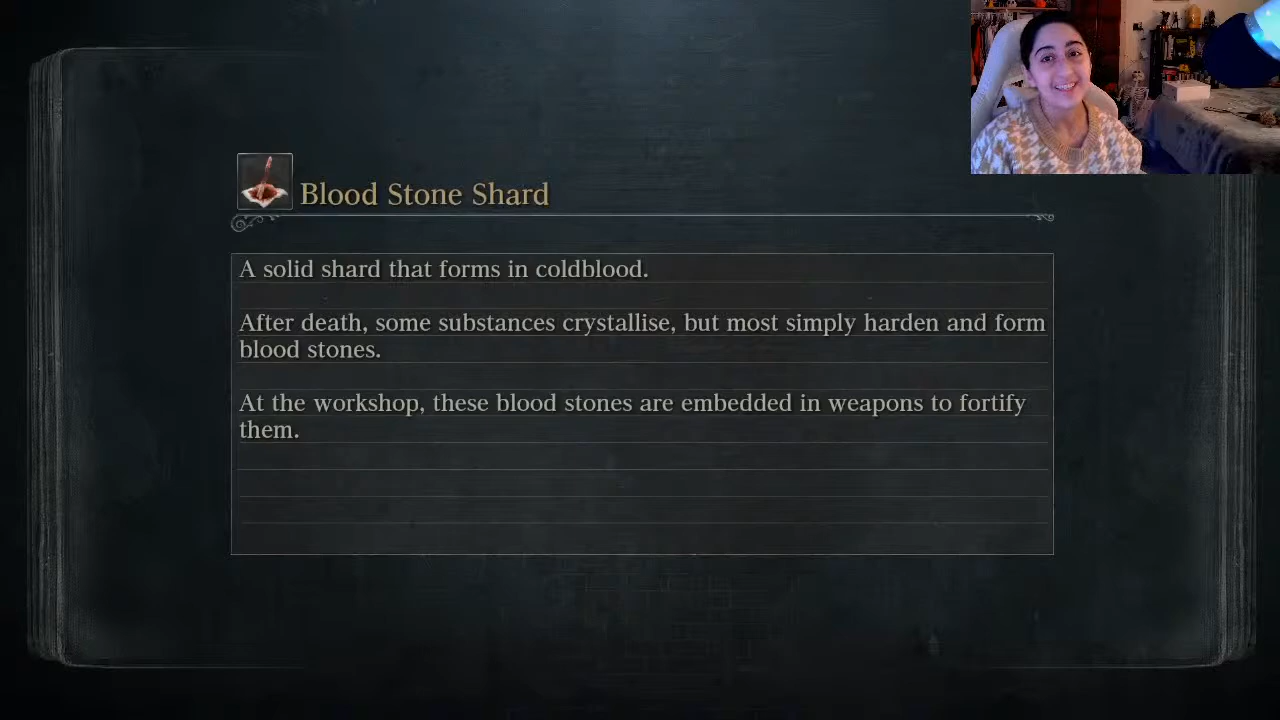 Blood Stone Shard
A solid shard that forms in coldblood.
After death, some substances crystallise, but most simply harden and form
blood stones.
At the workshop, these blood stones are embedded in weapons to fortify
them.